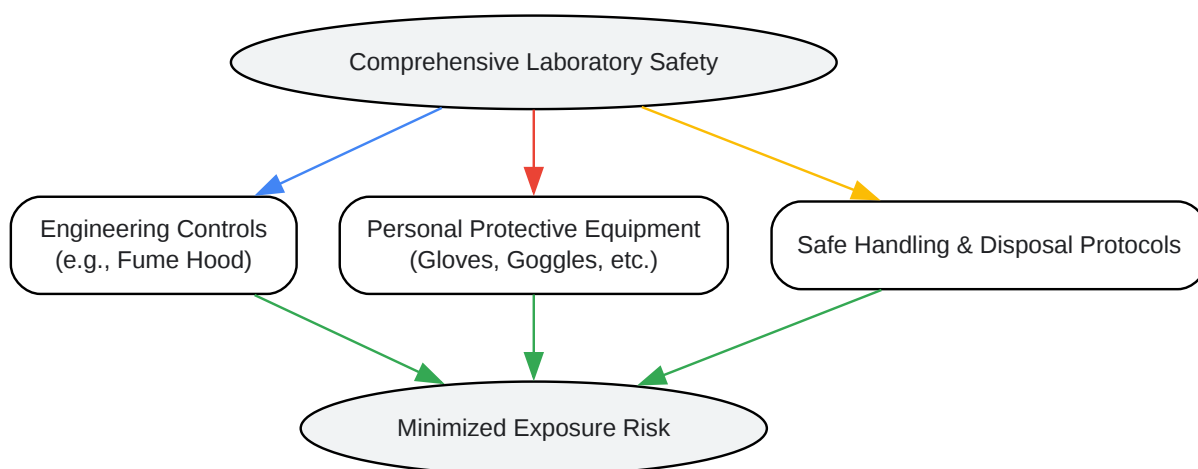 Comprehensive Laboratory Safety
Engineering Controls
(e.g., Fume Hood)
Personal Protective Equipment
(Gloves, Goggles, etc.)
Safe Handling & Disposal Protocols
Minimized Exposure Risk